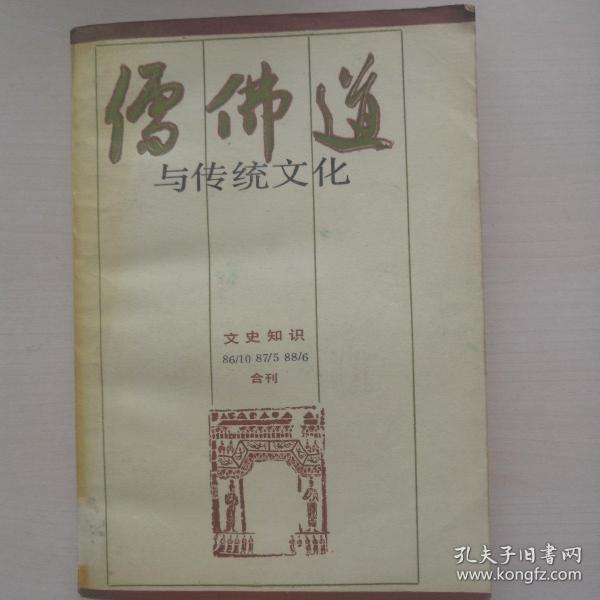 儒佛道
与传统文化
文史知识
86/10 87/5 88/6
合刊
孔夫子旧书网
www.kongfz.com